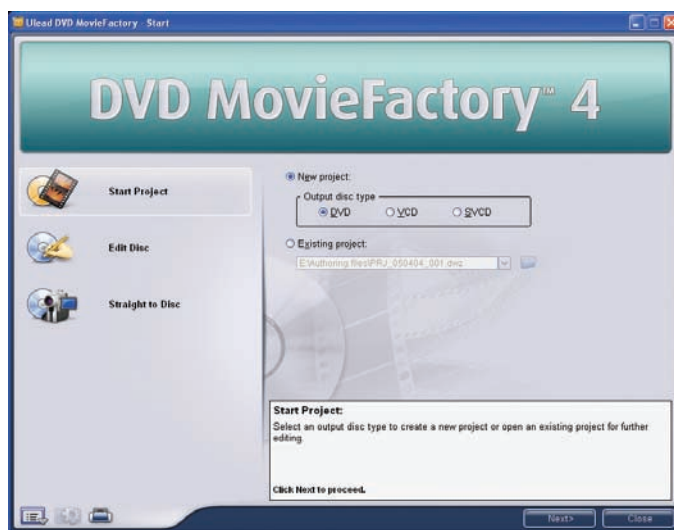 Ulead DVD MovieFactory - Start
DVD MovieFactory™ 4
Start Project
Edit Disc
Straight to Disc
New project:
Output disc type
DVD VCD SVCD
Existing project:
E:\Authoring files\PRJ_050404_001.dwz
Start Project:
Select an output disc type to create a new project or open an existing project for further
editing.
Click Next to proceed.
Next> Close